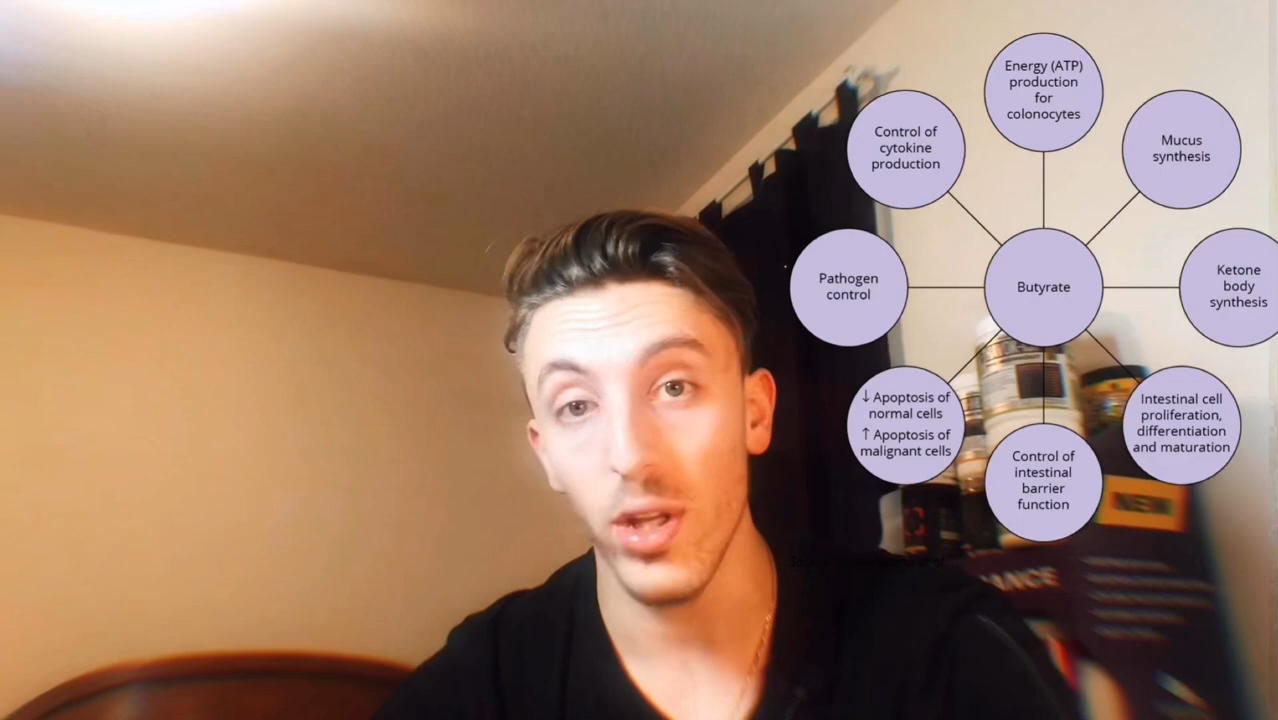 Energy (ATP)
production
for
colonocytes
Control of
cytokine
production
Mucus
synthesis
Pathogen
control
Butyrate
Ketone
body
synthesis
↓ Apoptosis of
normal cells
↑ Apoptosis of
malignant cells
Intestinal cell
proliferation,
differentiation
and maturation
Control of
intestinal
barrier
function
NEW